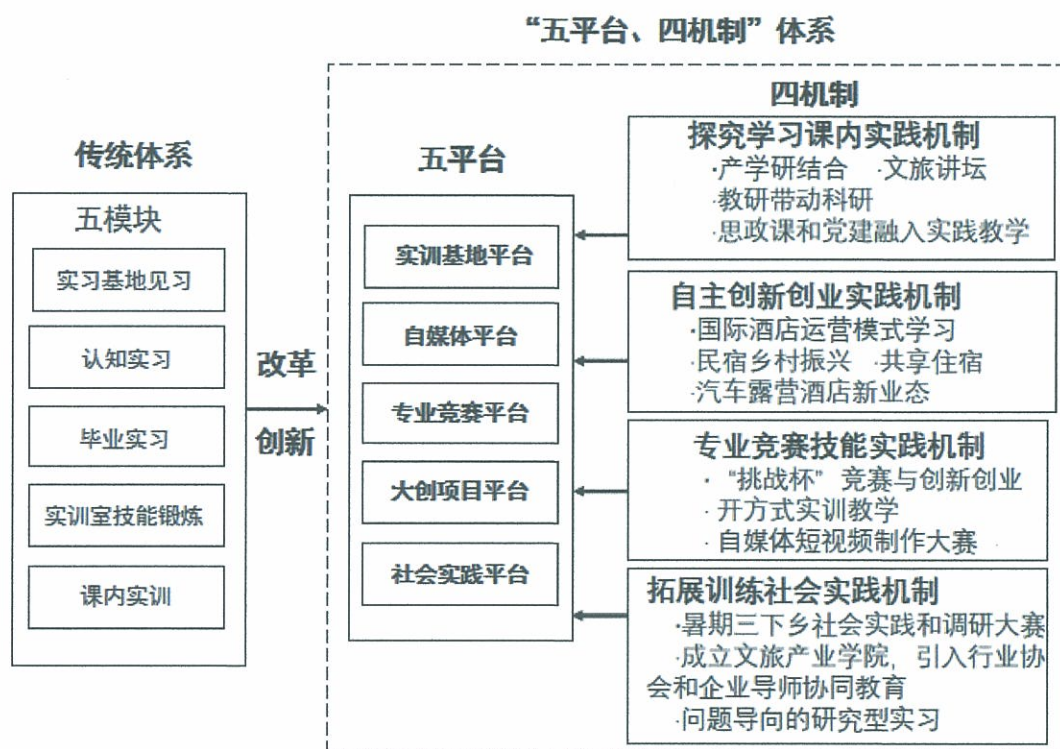 “五平台、四机制”体系
传统体系
五模块
实习基地见习
认知实习
毕业实习
实训室技能锻炼
课内实训
改革
创新
五平台
实训基地平台
自媒体平台
专业竞赛平台
大创项目平台
社会实践平台
四机制
探究学习课内实践机制
·产学研结合 ·文旅讲坛
·教研带动科研
·思政课和党建融入实践教学
自主创新创业实践机制
·国际酒店运营模式学习
·民宿乡村振兴 ·共享住宿
·汽车露营酒店新业态
专业竞赛技能实践机制
·“挑战杯”竞赛与创新创业
·开方式实训教学
·自媒体短视频制作大赛
拓展训练社会实践机制
·暑期三下乡社会实践和调研大赛
·成立文旅产业学院，引入行业协
会和企业导师协同教育
·问题导向的研究型实习